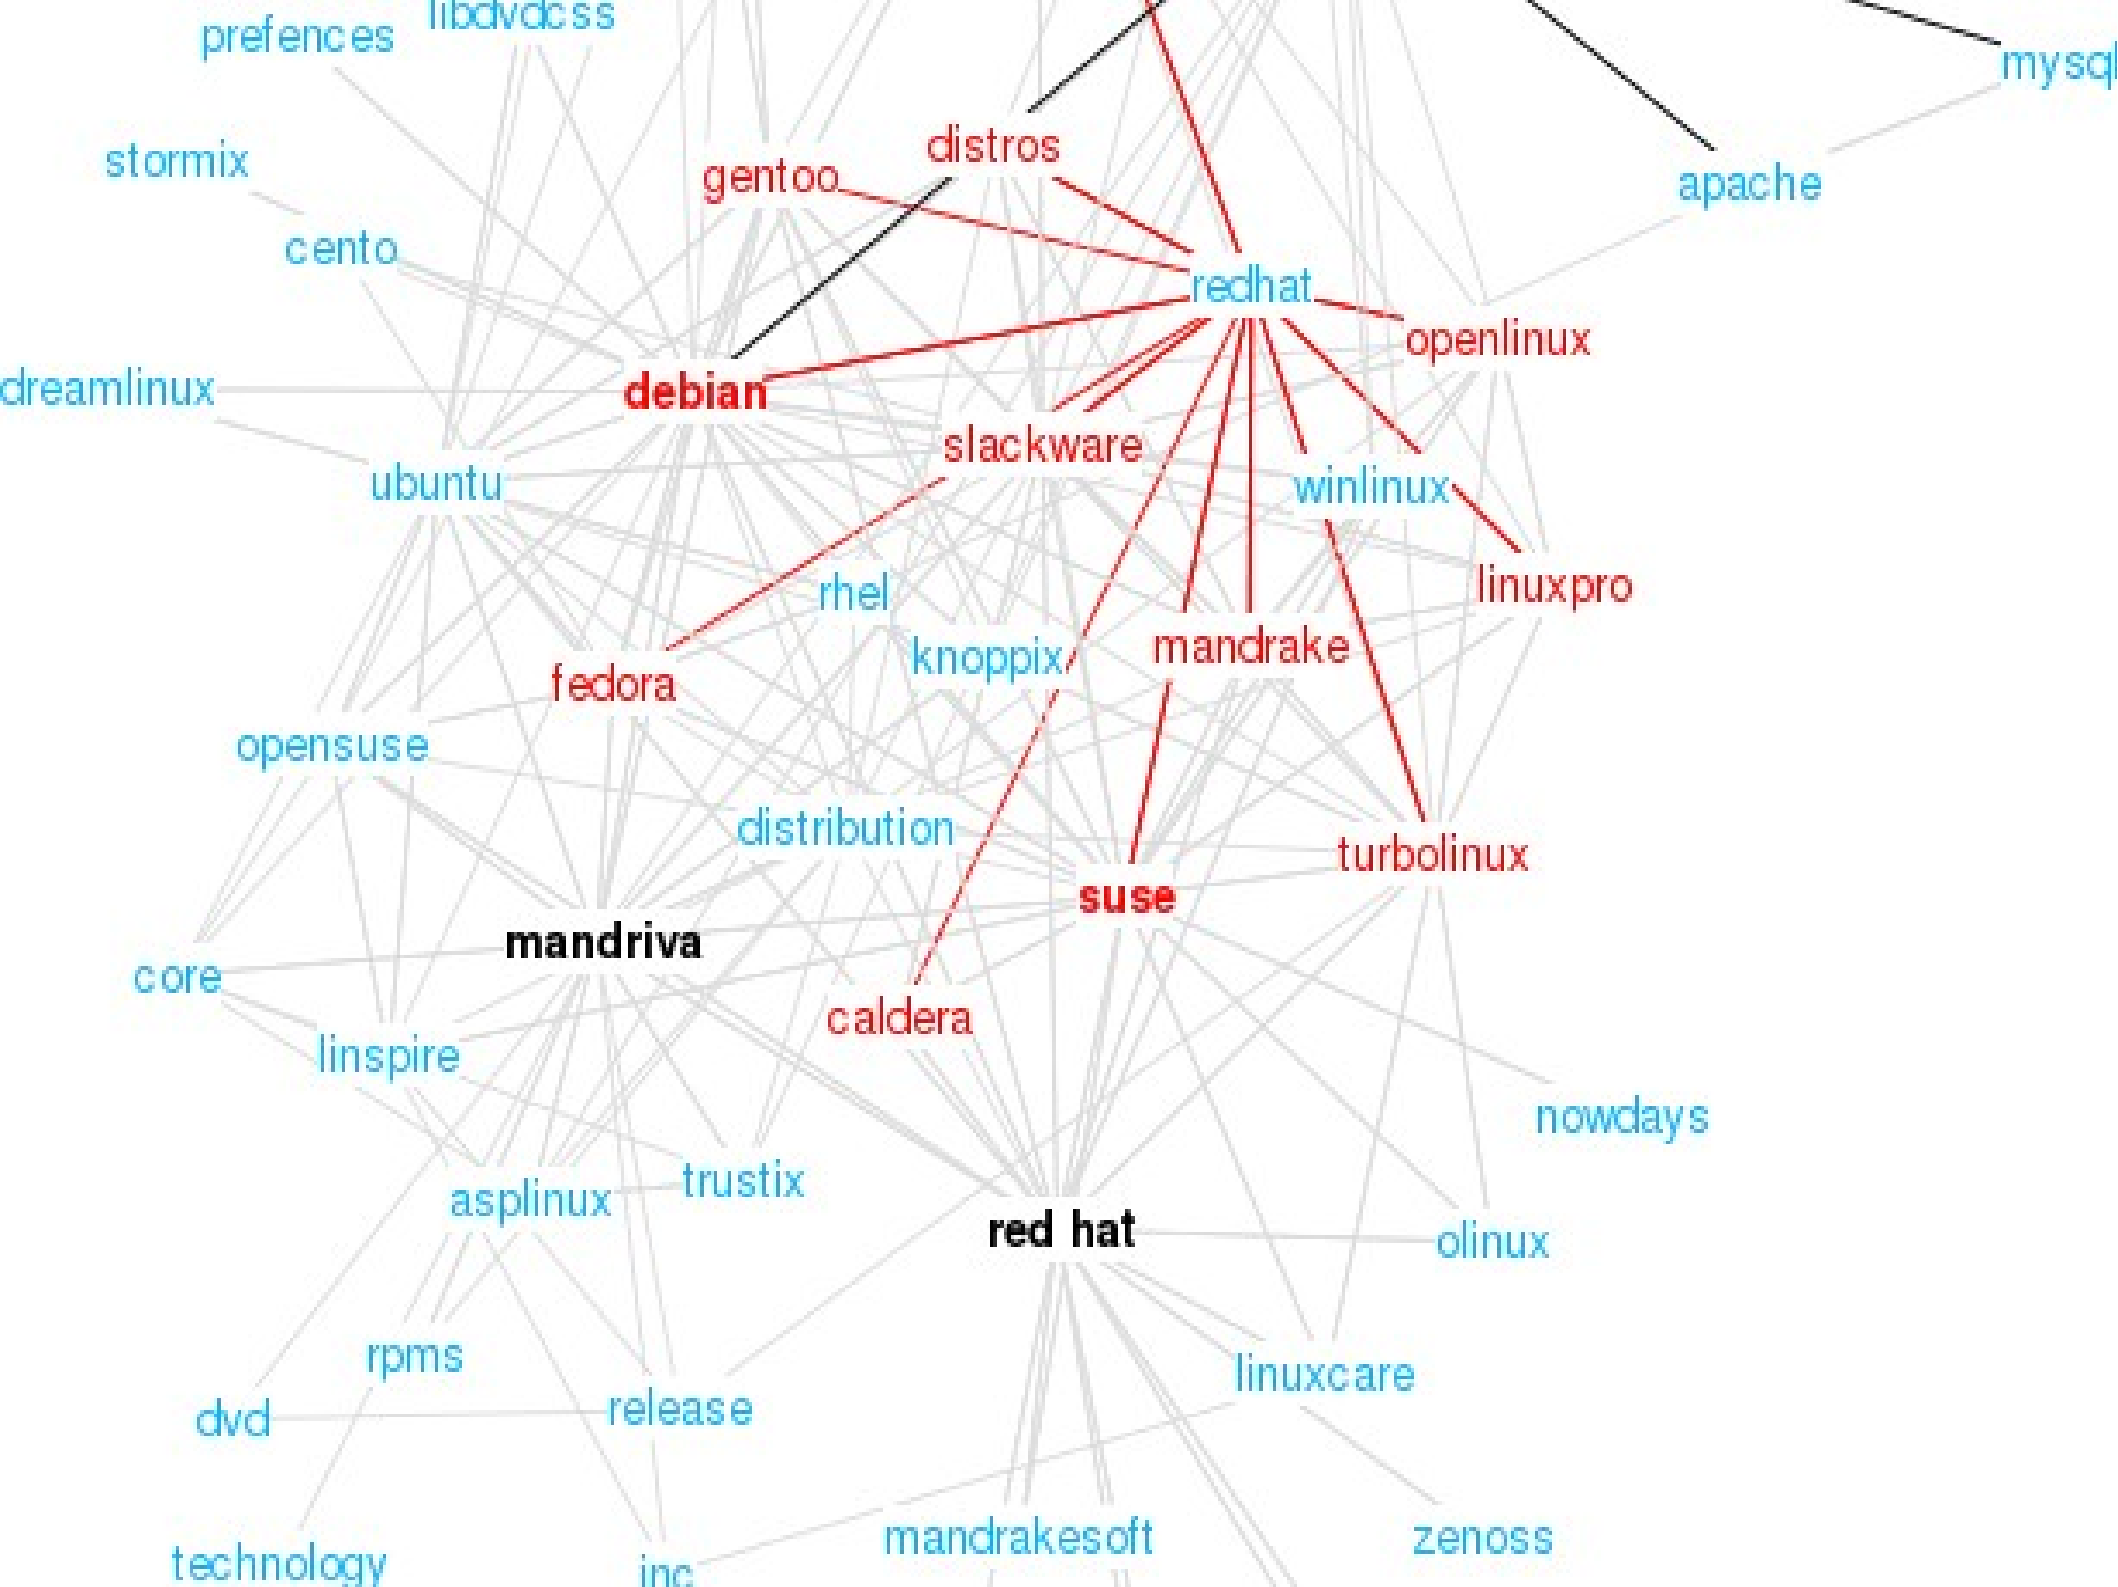 libdvdcss
prefences
mysql
distros
stormix
gentoo
apache
cento
redhat
openlinux
dreamlinux
debian
slackware
ubuntu
winlinux
rhel
linuxpro
mandrake
knoppix
fedora
opensuse
distribution
turbolinux
suse
mandriva
core
caldera
linspire
nowdays
trustix
asplinux
red hat
olinux
rpms
linuxcare
release
dvd
mandrakesoft
zenoss
technology
inc